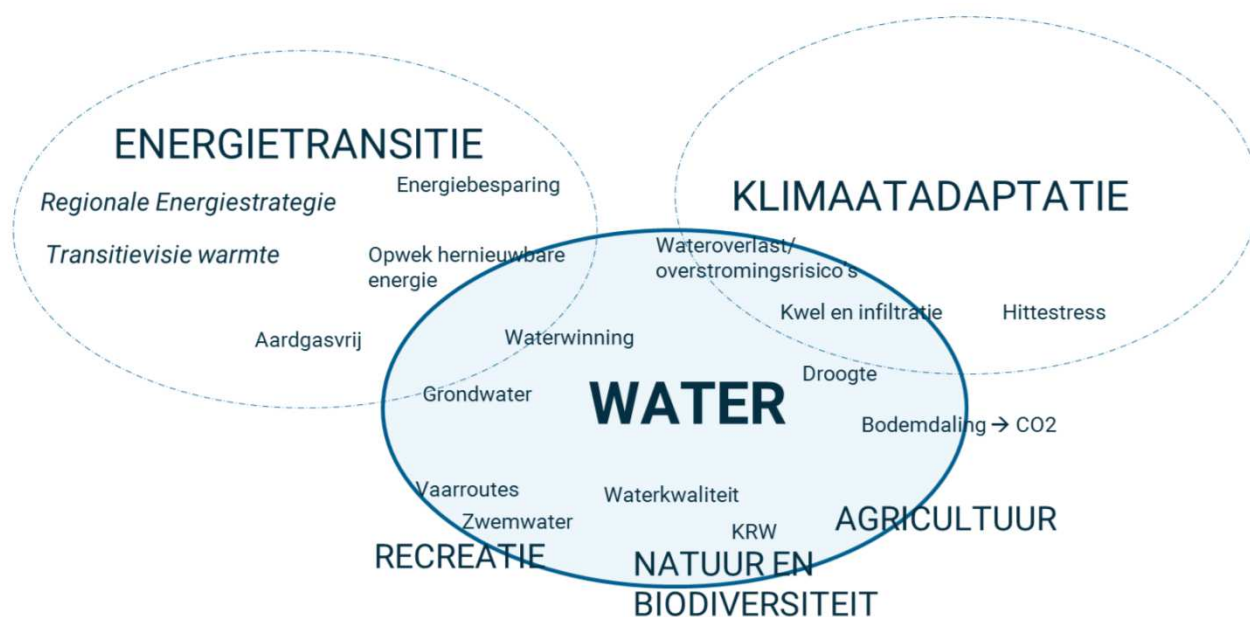 ENERGIETRANSITIE
Energiebesparing
Regionale Energiestrategie
Transitievisie warmte
Opwek hernieuwbare
energie
Aardgasvrij
KLIMAATADAPTATIE
Wateroverlast/
overstromingsrisico's
Kwel en infiltratie
Hittestress
Waterwinning
Droogte
Grondwater
WATER
Bodemdaling → CO2
Vaarroutes
Waterkwaliteit
Zwemwater
KRW
AGRICULTUUR
RECREATIE
NATUUR EN
BIODIVERSITEIT